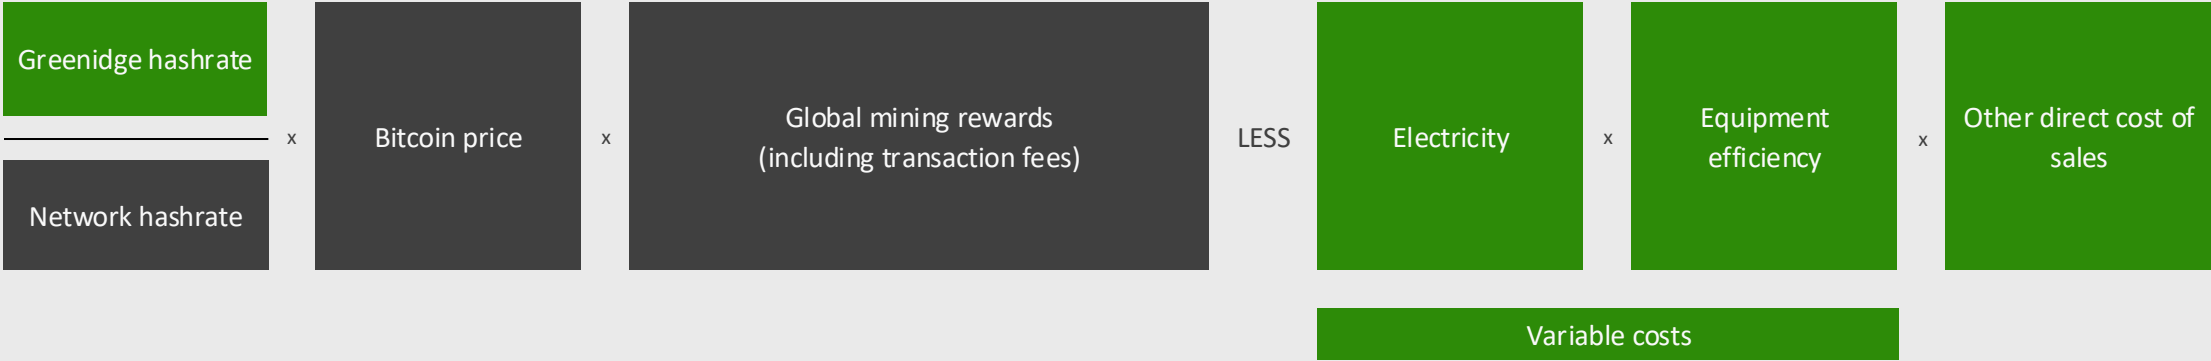 Greenidge hashrate
Network hashrate
x
Bitcoin price
x
Global mining rewards
(including transaction fees)
LESS
Electricity
x
Equipment
efficiency
x
Other direct cost of
sales
Variable costs